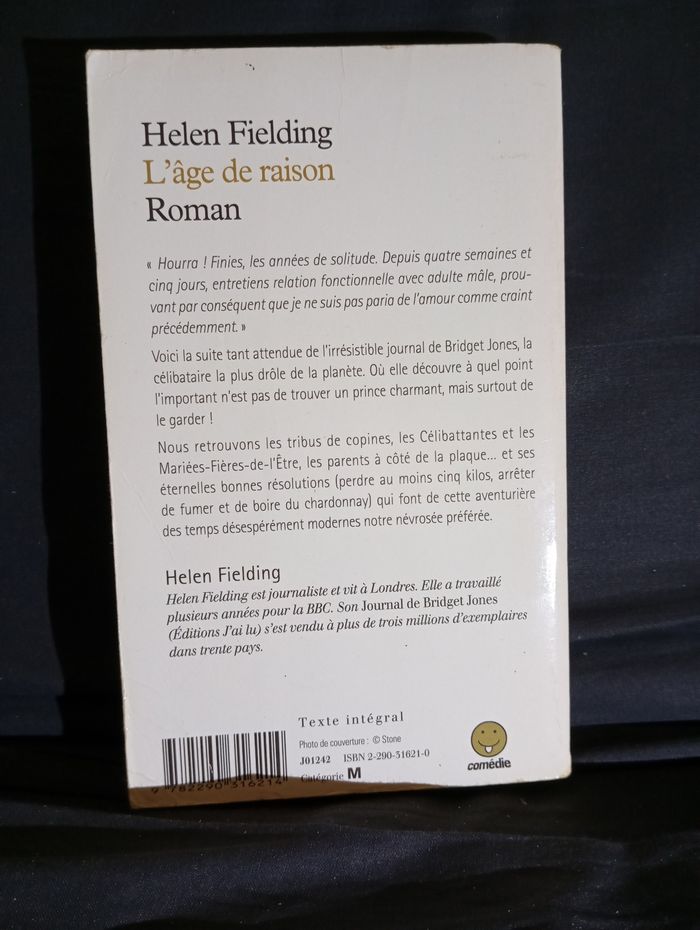 Helen Fielding
L'âge de raison
Roman
« Hourra ! Finies, les années de solitude. Depuis quatre semaines et
cinq jours, entretiens relation fonctionnelle avec adulte mâle, prou-
vant par conséquent que je ne suis pas paria de l'amour comme craint
précédemment. »
Voici la suite tant attendue de l'irrésistible journal de Bridget Jones, la
célibataire la plus drôle de la planète. Où elle découvre à quel point
l'important n'est pas de trouver un prince charmant, mais surtout de
le garder !
Nous retrouvons les tribus de copines, les Célibattantes et les
Mariées-Fières-de-l'Être, les parents à côté de la plaque... et ses
éternelles bonnes résolutions (perdre au moins cinq kilos, arrêter
de fumer et de boire du chardonnay) qui font de cette aventurière
des temps désespérément modernes notre névrosée préférée.
Helen Fielding
Helen Fielding est journaliste et vit à Londres. Elle a travaillé
plusieurs années pour la BBC. Son Journal de Bridget Jones
(Éditions J'ai lu) s'est vendu à plus de trois millions d'exemplaires
dans trente pays.
Texte intégral
Photo de couverture : © Stone
J01242 ISBN 2-290-31621-0
Catégorie M
9 782290 316214
comédie